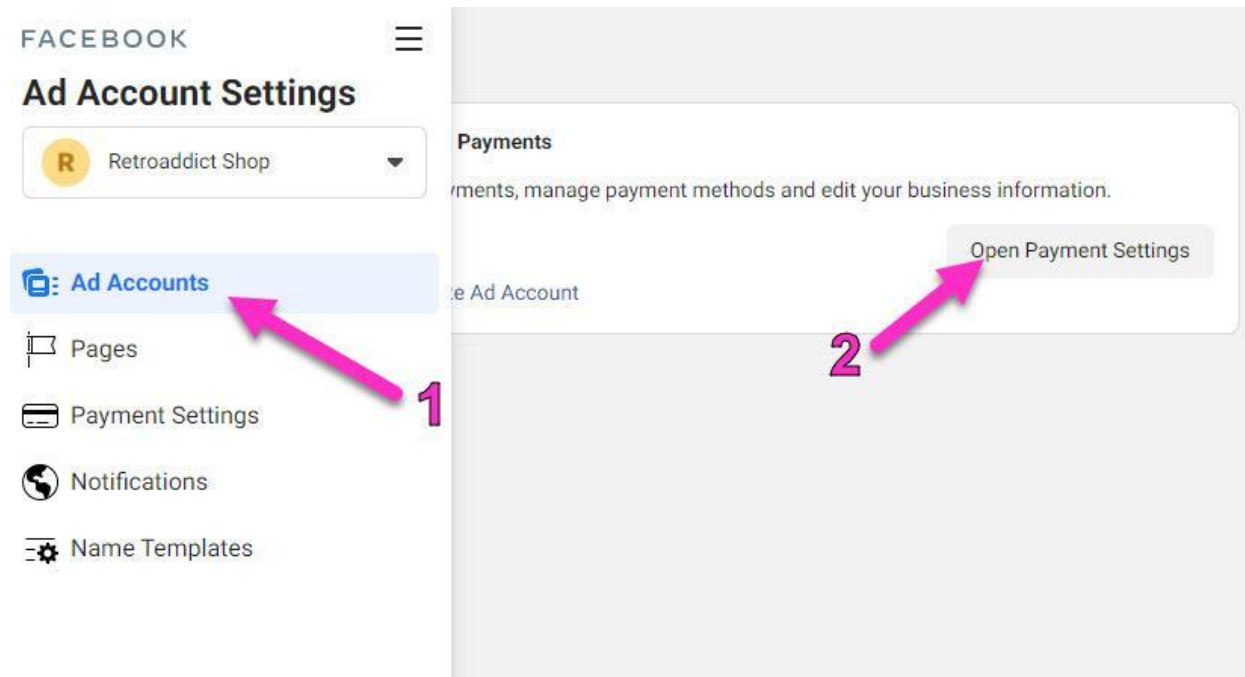 FACEBOOK
Ad Account Settings
R Retroaddict Shop
Ad Accounts
Pages
Payment Settings
Notifications
Name Templates
Payments
manage payment methods and edit your business information.
Open Payment Settings
Ad Account
1
2